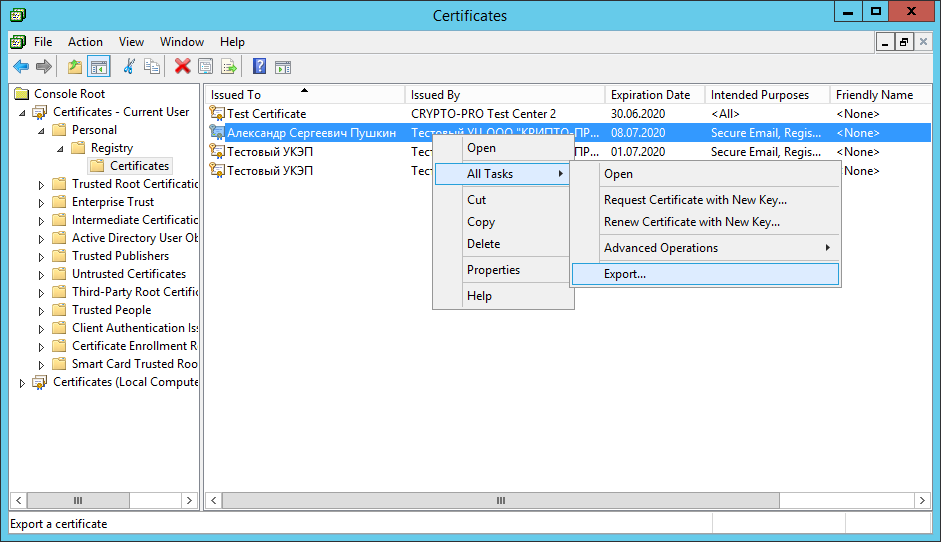 Certificates
File Action View Window Help
Console Root
Certificates - Current User
Personal
Registry
Certificates
Trusted Root Certificatio
Enterprise Trust
Intermediate Certification
Active Directory User Ob
Trusted Publishers
Untrusted Certificates
Third-Party Root Certific
Trusted People
Client Authentication Iss
Certificate Enrollment R
Smart Card Trusted Roo
Certificates (Local Compute
Issued To Issued By Expiration Date Intended Purposes Friendly Name
Test Certificate CRYPTO-PRO Test Center 2 30.06.2020 <All> <None>
Александр Сергеевич Пушкин Тестовый УЦ ООО "КРИПТО-ПР... 08.07.2020 Secure Email, Regis... <None>
Тестовый УКЭП ПР... 01.07.2020 Secure Email, Regis... <None>
Тестовый УКЭП <None>
Open
All Tasks
Cut
Copy
Delete
Properties
Help
Open
Request Certificate with New Key...
Renew Certificate with New Key...
Advanced Operations
Export...
Export a certificate